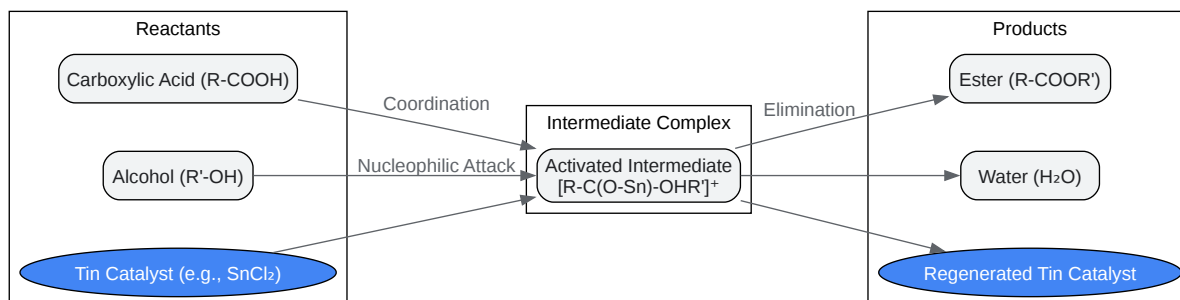 Reactants
Products
Carboxylic Acid (R-COOH)
Ester (R-COOR')
Coordination
Elimination
Intermediate Complex
Alcohol (R'-OH)
Nucleophilic Attack
Activated Intermediate
[R-C(O-Sn)-OHR']⁺
Water (H₂O)
Tin Catalyst (e.g., SnCl₂)
Regenerated Tin Catalyst